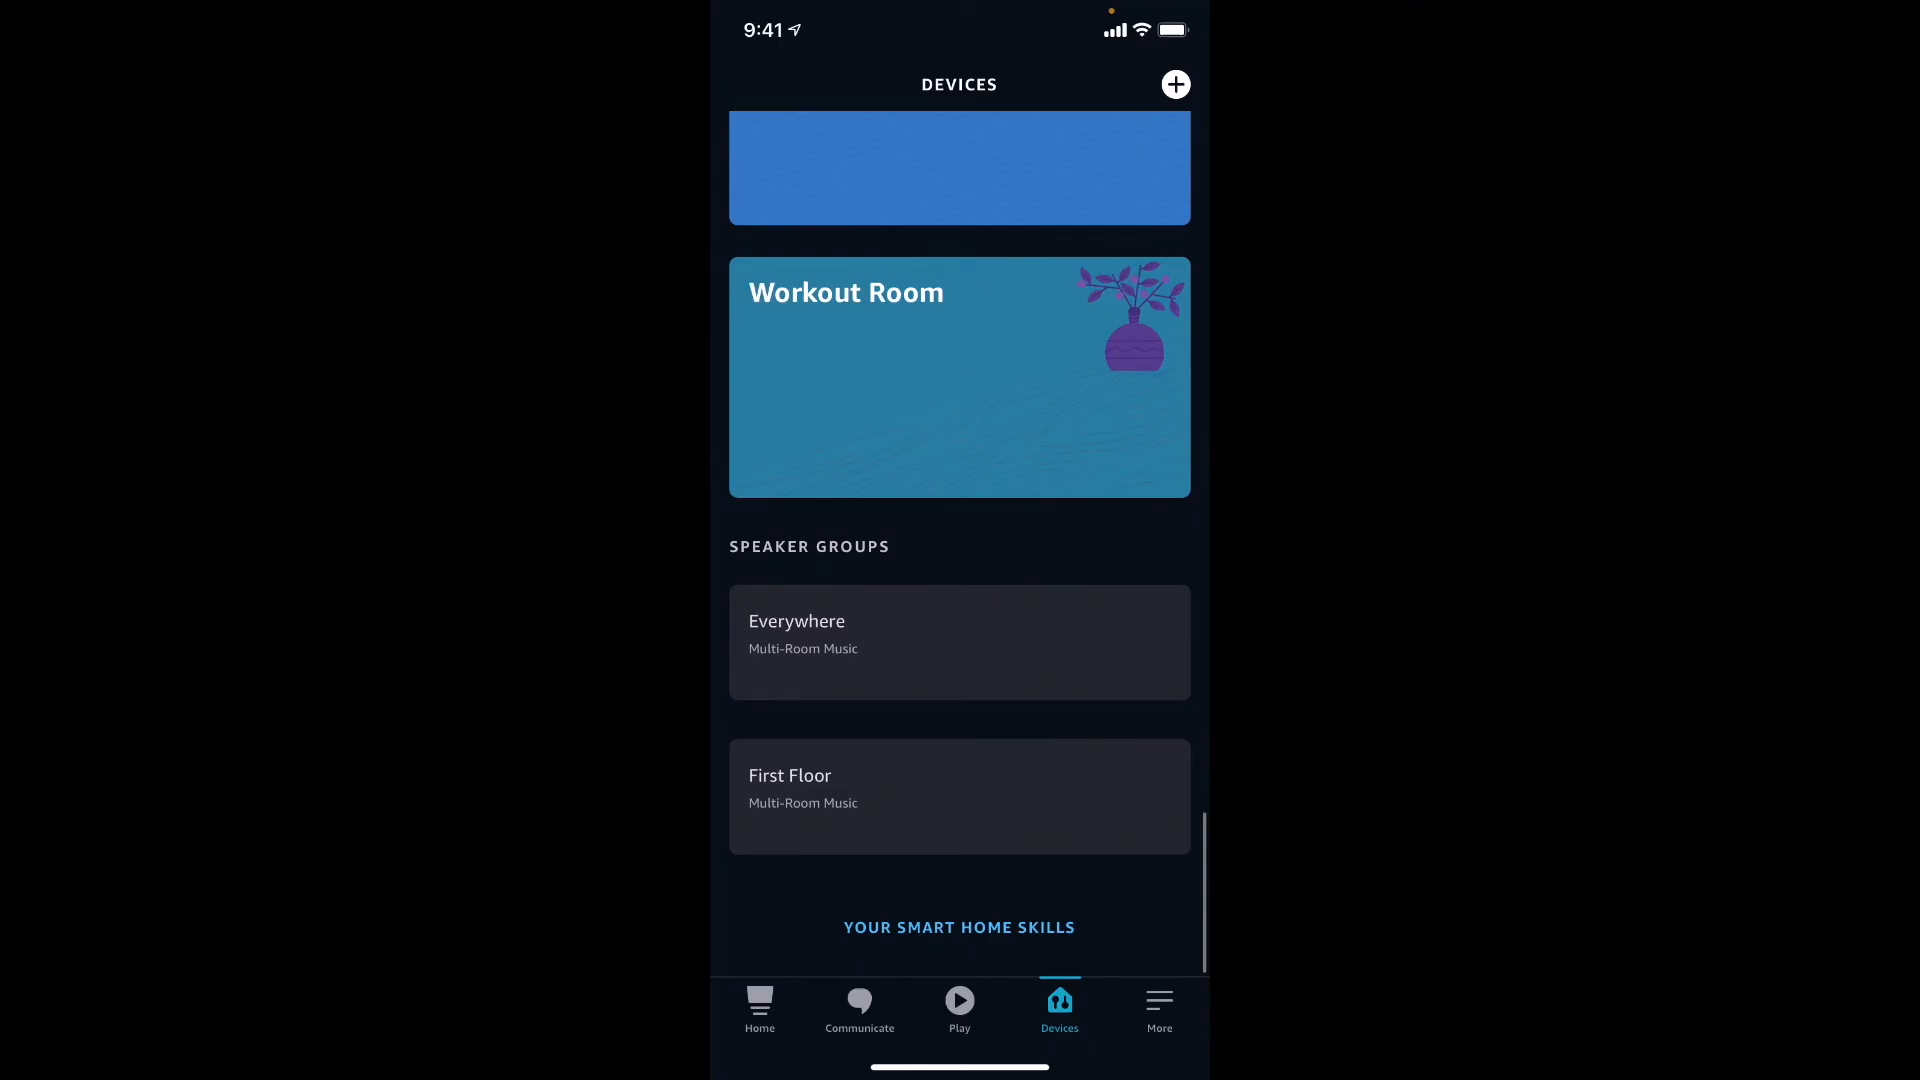 9:41
DEVICES
Workout Room
SPEAKER GROUPS
Everywhere
Multi-Room Music
First Floor
Multi-Room Music
YOUR SMART HOME SKILLS
Home Communicate Play Devices More